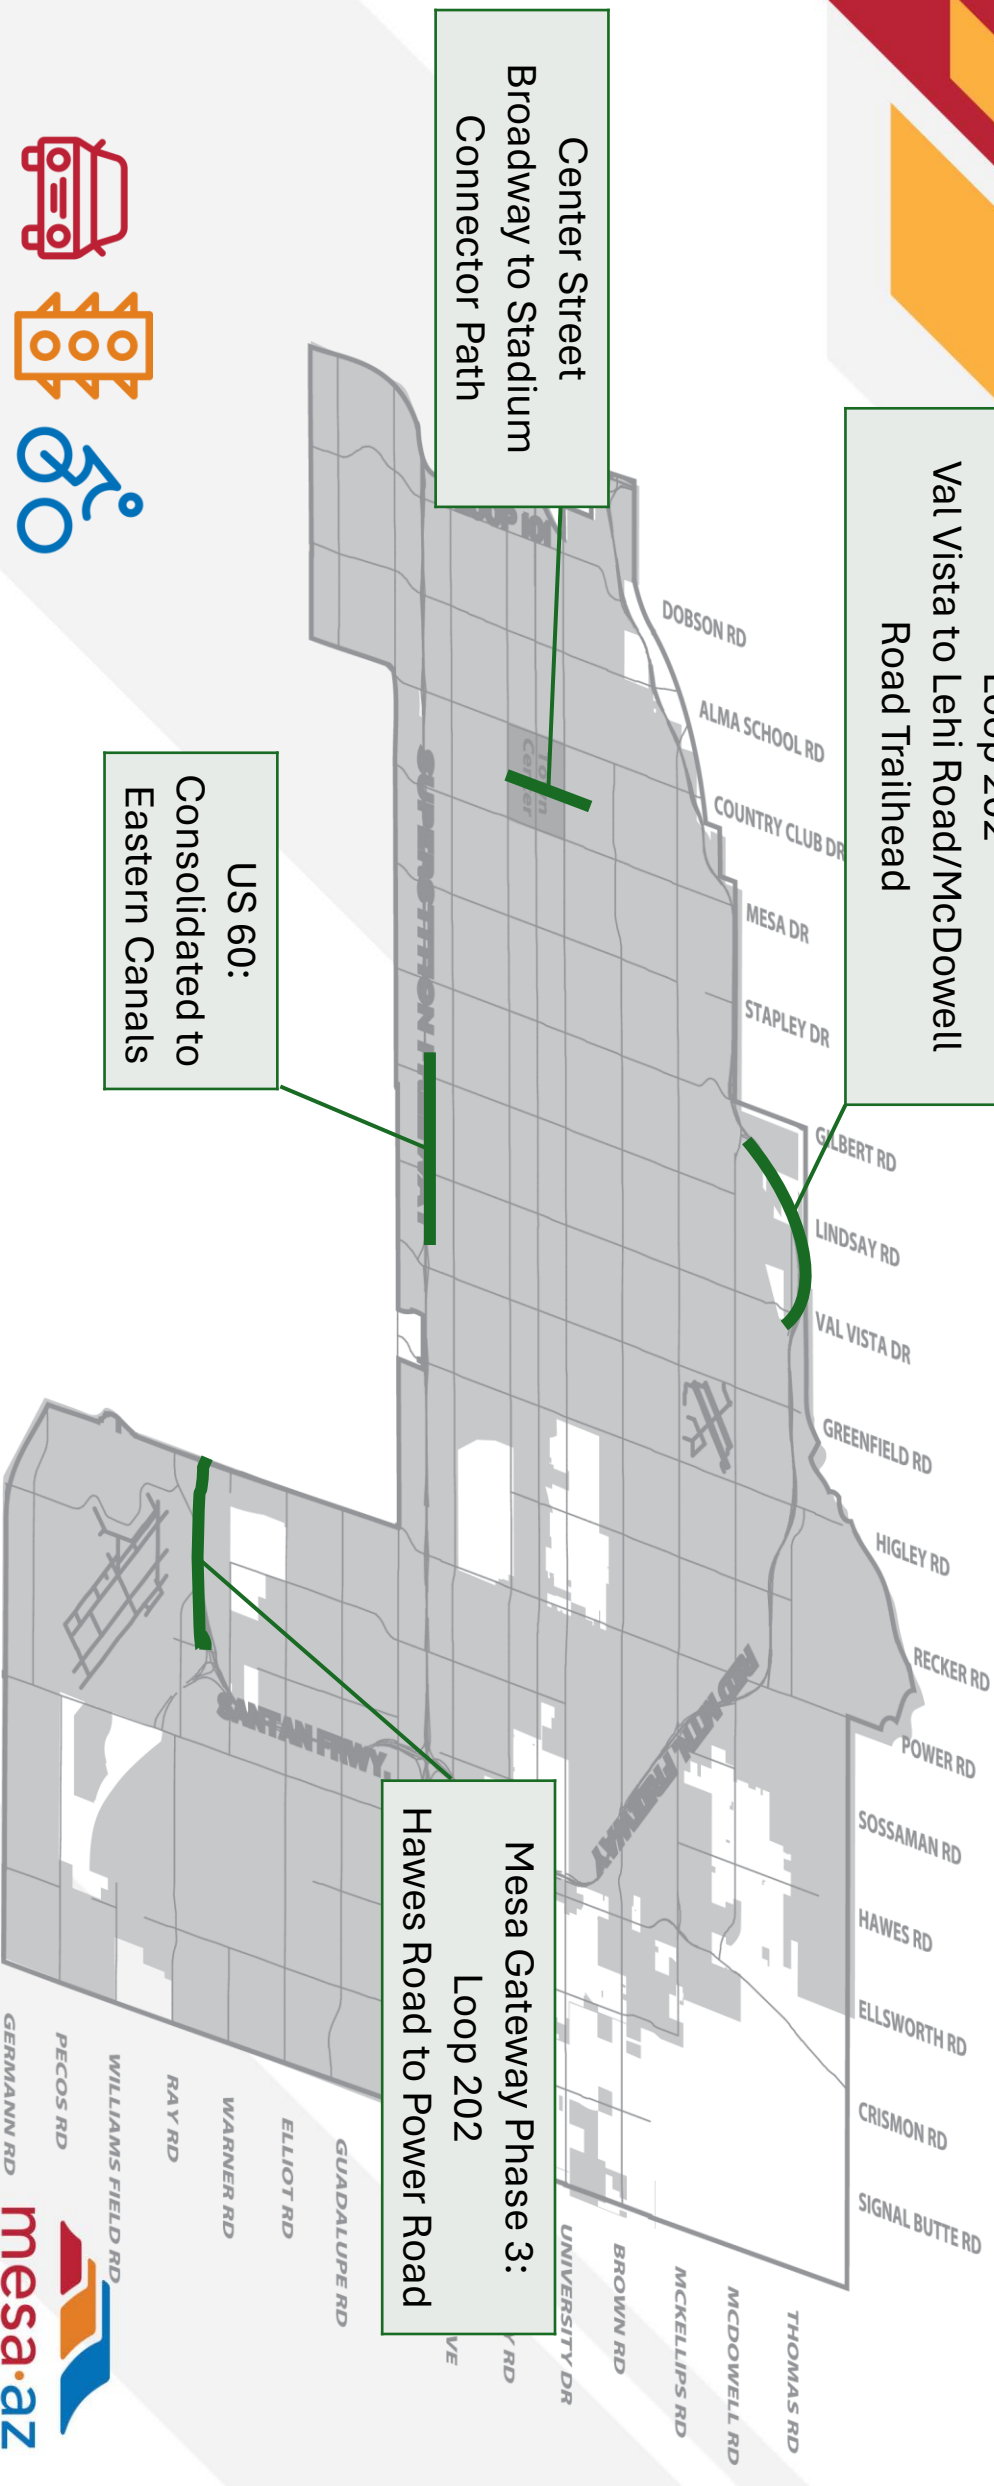 Loop 202
Val Vista to Lehi Road/McDowell
Road Trailhead
Center Street
Broadway to Stadium
Connector Path
US 60:
Consolidated to
Eastern Canals
Mesa Gateway Phase 3:
Loop 202
Hawes Road to Power Road
DOBSON RD
ALMA SCHOOL RD
COUNTRY CLUB DR
MESA DR
STAPLEY DR
GILBERT RD
LINDSAY RD
VAL VISTA DR
GREENFIELD RD
HIGLEY RD
RECKER RD
POWER RD
SOSSAMAN RD
HAWES RD
ELLSWORTH RD
CRISMON RD
SIGNAL BUTTE RD
THOMAS RD
MCDOWELL RD
MCKELLIPS RD
BROWN RD
UNIVERSITY DR
Y RD
VE
GUADALUPE RD
ELLIOT RD
WARNER RD
RAY RD
WILLIAMS FIELD RD
PECOS RD
GERMANN RD
RED MTN. FREEWAY
SANTAN FRWY.
SUPERSTITION FREEWAY
Town
Center
mesa·az